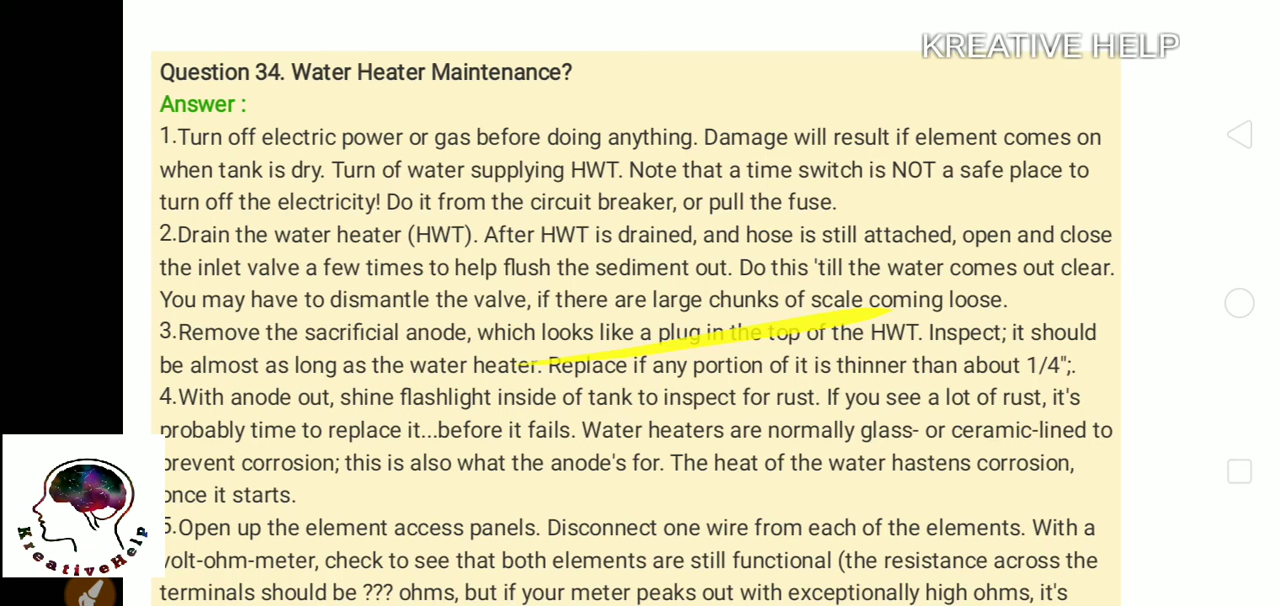 KREATIVE HELP
Question 34. Water Heater Maintenance?
Answer :
1.Turn off electric power or gas before doing anything. Damage will result if element comes on
when tank is dry. Turn of water supplying HWT. Note that a time switch is NOT a safe place to
turn off the electricity! Do it from the circuit breaker, or pull the fuse.
2.Drain the water heater (HWT). After HWT is drained, and hose is still attached, open and close
the inlet valve a few times to help flush the sediment out. Do this 'till the water comes out clear.
You may have to dismantle the valve, if there are large chunks of scale coming loose.
3.Remove the sacrificial anode, which looks like a plug in the top of the HWT. Inspect; it should
be almost as long as the water heater. Replace if any portion of it is thinner than about 1/4";.
4.With anode out, shine flashlight inside of tank to inspect for rust. If you see a lot of rust, it's
probably time to replace it...before it fails. Water heaters are normally glass- or ceramic-lined to
prevent corrosion; this is also what the anode's for. The heat of the water hastens corrosion,
once it starts.
5.Open up the element access panels. Disconnect one wire from each of the elements. With a
volt-ohm-meter, check to see that both elements are still functional (the resistance across the
terminals should be ??? ohms, but if your meter peaks out with exceptionally high ohms, it's
KreativeHelp